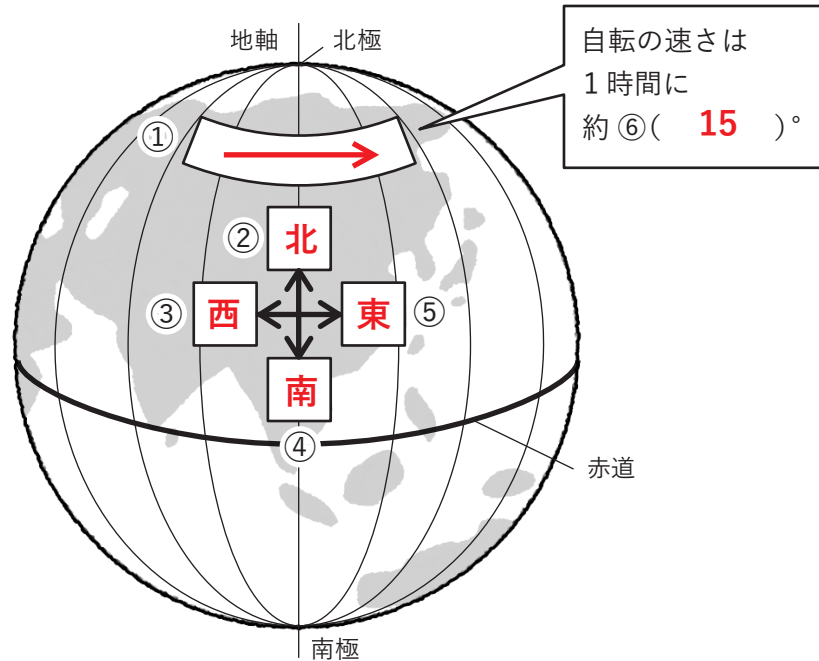 地軸
北極
自転の速さは
1時間に
約⑥( 15 )°
①
②
北
③
西
東
⑤
南
④
赤道
南極